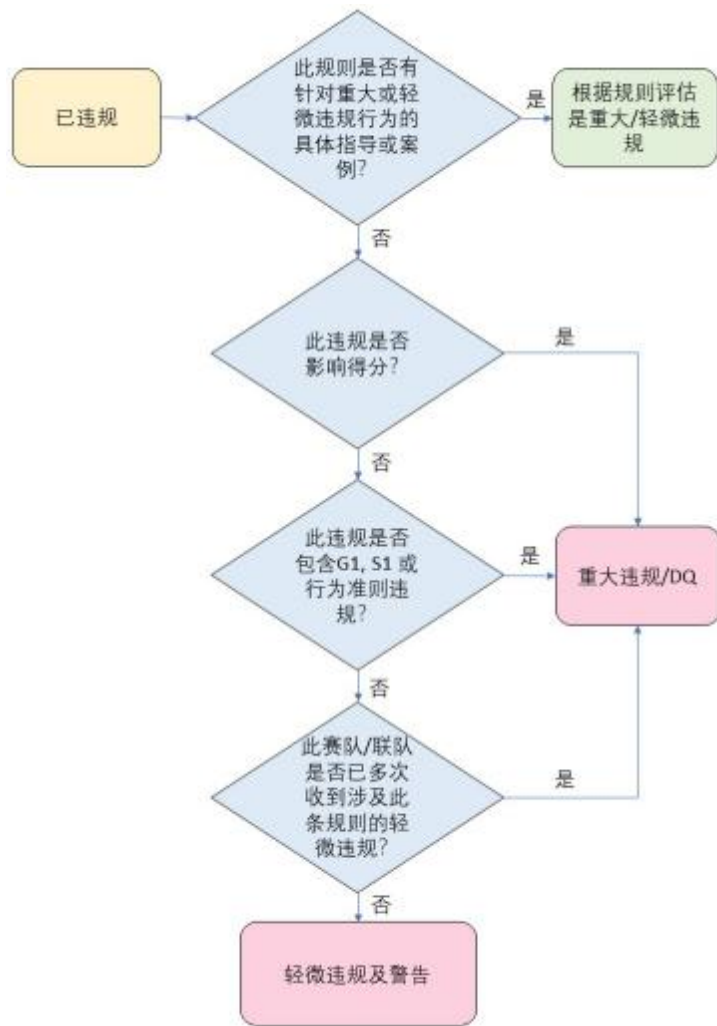 已违规
此规则是否有
针对重大或轻
微违规行为的
具体指导或案
例？
是
根据规则评估
是重大/轻微违
规
否
此违规是否
影响得分？
是
否
此违规是否
包含G1, S1 或
行为准则违
规？
是
重大违规/DQ
否
此赛队/联队
是否已多次
收到涉及此
条规则的轻
微违规？
是
否
轻微违规及警告